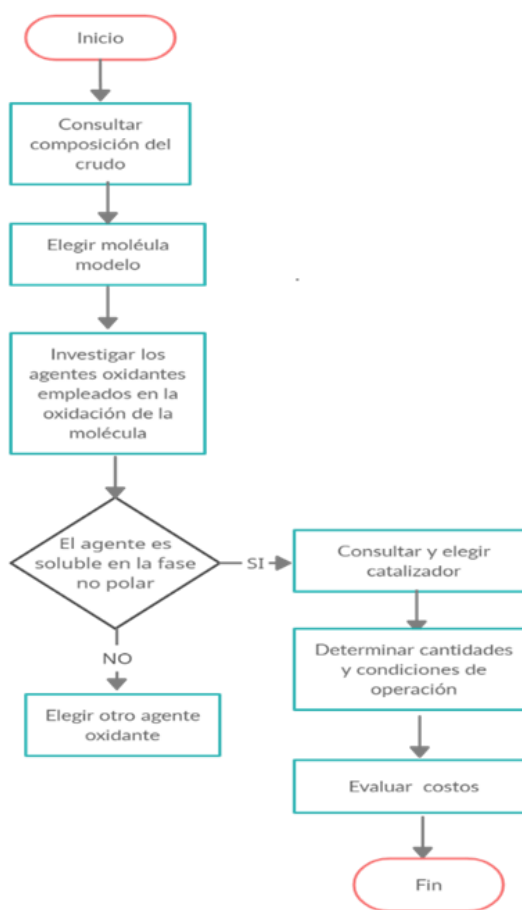 Inicio
Consultar
composición del
crudo
Elegir moléula
modelo
Investigar los
agentes oxidantes
empleados en la
oxidación de la
molécula
El agente es
soluble en la fase
no polar
SI
Consultar y elegir
catalizador
NO
Determinar cantidades
y condiciones de
operación
Elegir otro agente
oxidante
Evaluar costos
Fin